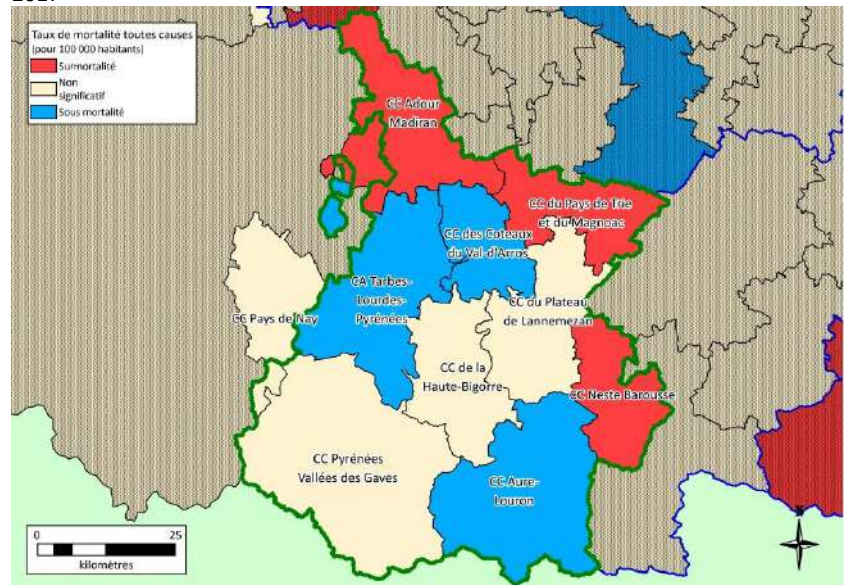 Taux de mortalité toutes causes
(pour 100 000 habitants)
Surmortalité
Non
significatif
Sous mortalité
CC Adour
Madiran
CC du Pays de Trie
et du Magnoac
CC des Coteaux
du Val-d'Arros
CA Tarbes-
Lourdes-
Pyrénées
CC du Plateau
de Lannemezan
CC Pays de Nay
CC de la
Haute-Bigorre
CC Neste Barousse
CC Pyrénées
Vallées des Gaves
CC Aure-
Louron
0 25
kilomètres